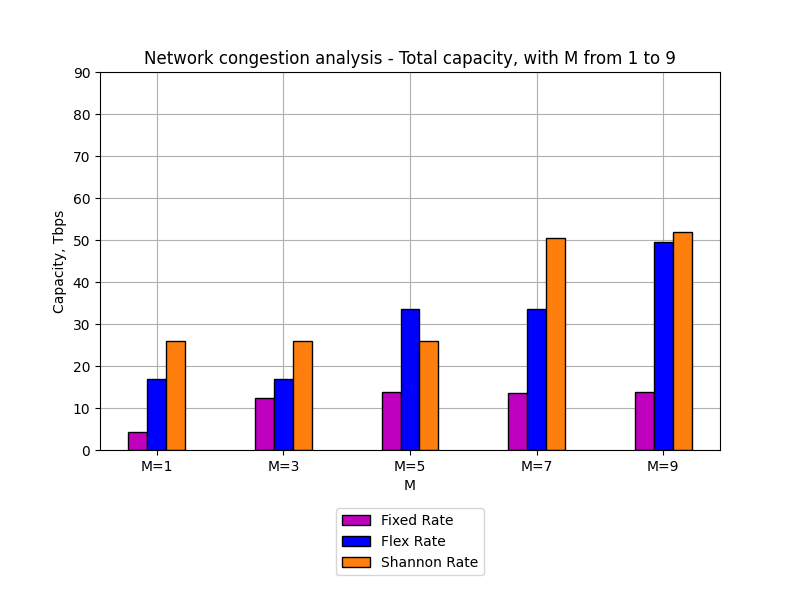 Network congestion analysis - Total capacity, with M from 1 to 9
90
80
70
60
50
40
30
20
10
0
Capacity, Tbps
M=1 M=3 M=5 M=7 M=9
M
Fixed Rate
Flex Rate
Shannon Rate